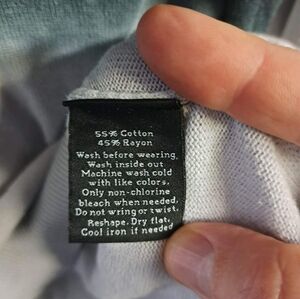 55% Cotton
45% Rayon
Wash before wearing.
Wash inside out
Machine wash cold
with like colors.
Only non-chlorine
bleach when needed.
Do not wring or twist.
Reshape. Dry flat.
Cool iron if needed